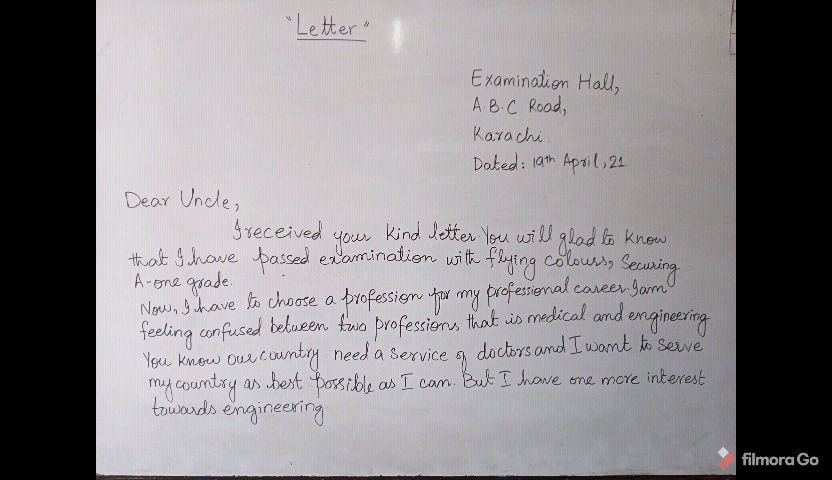 "Letter"
Examination Hall,
A.B.C Road,
Karachi.
Dated: 19th April, 21
Dear Uncle,
I received your kind letter. You will glad to know
that I have passed examination with flying colours, securing
A-one grade.
Now, I have to choose a profession for my professional career. I am
feeling confused between two professions, that is medical and engineering.
You know our country need a service of doctors and I want to serve
my country as best possible as I can. But I have one more interest
towards engineering
filmora Go